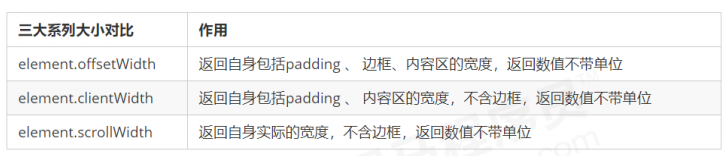 三大系列大小对比 作用
element.offsetWidth 返回自身包括padding 、 边框、内容区的宽度，返回数值不带单位
element.clientWidth 返回自身包括padding 、 内容区的宽度，不含边框，返回数值不带单位
element.scrollWidth 返回自身实际的宽度，不含边框，返回数值不带单位